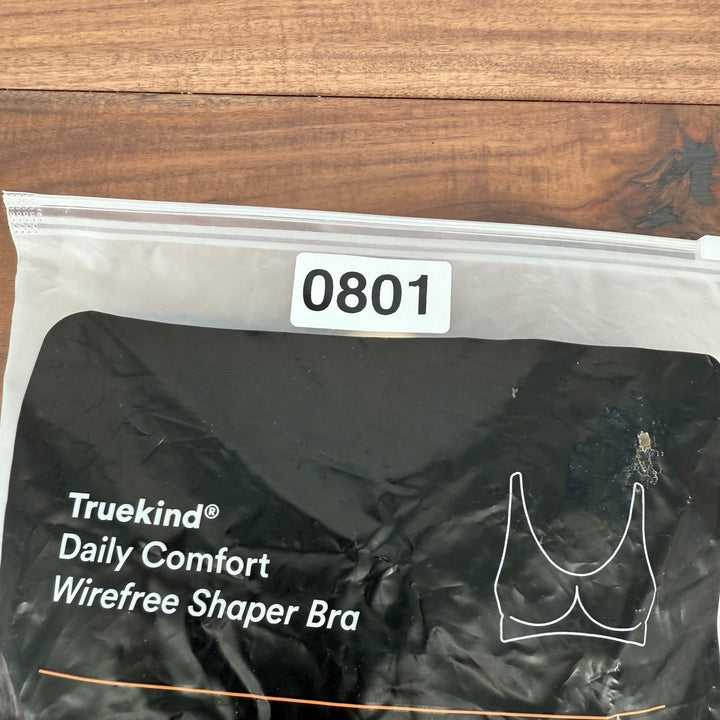 0801
Truekind®
Daily Comfort
Wirefree Shaper Bra